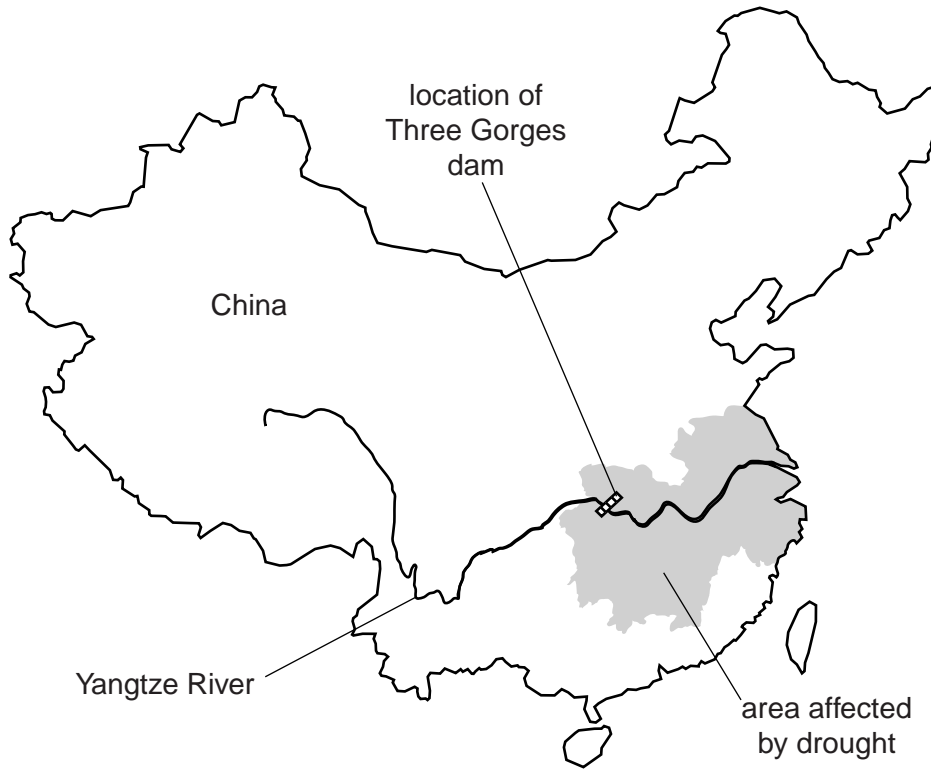 location of
Three Gorges
dam
China
Yangtze River
area affected
by drought